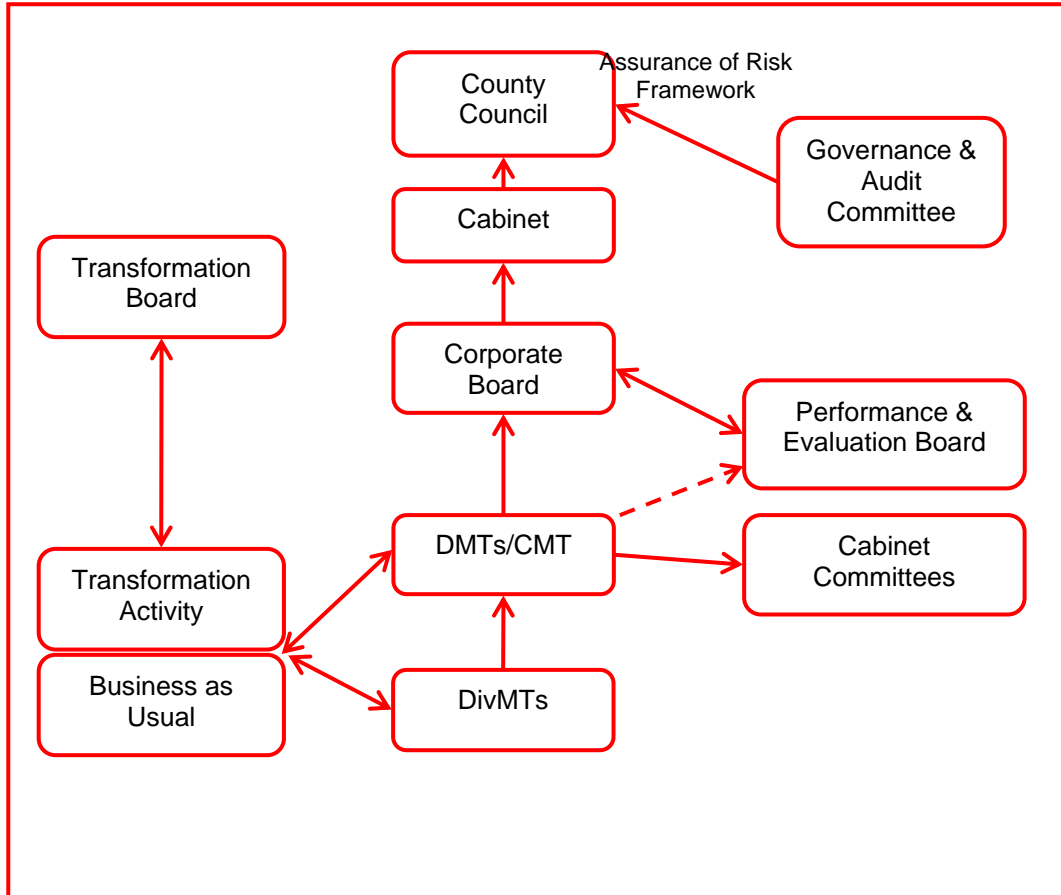 County
Council
Assurance of Risk
Framework
Governance &
Audit
Committee
Cabinet
Transformation
Board
Corporate
Board
Performance &
Evaluation Board
DMTs/CMT
Cabinet
Committees
Transformation
Activity
Business as
Usual
DivMTs